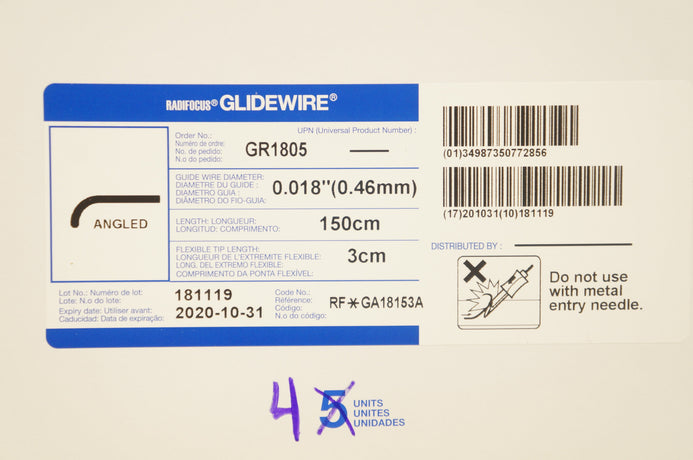 RADIFOCUS® GLIDEWIRE®
ANGLED
Order No.:
Numéro de ordre:
No. de pedido:
N.o do pedido:
GR1805
UPN (Universal Product Number) :
GUIDE WIRE DIAMETER:
DIAMETRE DU GUIDE :
DIAMETRO GUIA :
DIÂMETRO DO FIO-GUIA:
0.018"(0.46mm)
LENGTH: LONGUEUR:
LONGITUD: COMPRIMENTO:
150cm
FLEXIBLE TIP LENGTH:
LONGUEUR DE L'EXTREMITE FLEXIBLE:
LONG. DEL EXTREMO FLEXIBLE:
COMPRIMENTO DA PONTA FLEXÍVEL:
3cm
Lot No.: Numéro de lot:
Lote: N.o do lote:
181119
Expiry date: Utiliser avant:
Caducidad: Data de expiração:
2020-10-31
Code No.:
Référence:
Código:
N.o do código:
RF*GA18153A
(01)34987350772856
(17)201031(10)181119
DISTRIBUTED BY :
Do not use
with metal
entry needle.
4 5 UNITS
UNITES
UNIDADES